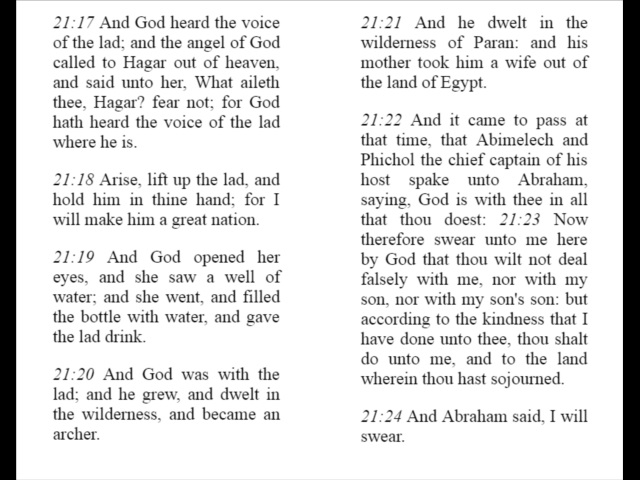 21:17 And God heard the voice
of the lad; and the angel of God
called to Hagar out of heaven,
and said unto her, What aileth
thee, Hagar? fear not; for God
hath heard the voice of the lad
where he is.
21:18 Arise, lift up the lad, and
hold him in thine hand; for I
will make him a great nation.
21:19 And God opened her
eyes, and she saw a well of
water; and she went, and filled
the bottle with water, and gave
the lad drink.
21:20 And God was with the
lad; and he grew, and dwelt in
the wilderness, and became an
archer.
21:21 And he dwelt in the
wilderness of Paran: and his
mother took him a wife out of
the land of Egypt.
21:22 And it came to pass at
that time, that Abimelech and
Phichol the chief captain of his
host spake unto Abraham,
saying, God is with thee in all
that thou doest: 21:23 Now
therefore swear unto me here
by God that thou wilt not deal
falsely with me, nor with my
son, nor with my son's son: but
according to the kindness that I
have done unto thee, thou shalt
do unto me, and to the land
wherein thou hast sojourned.
21:24 And Abraham said, I will
swear.